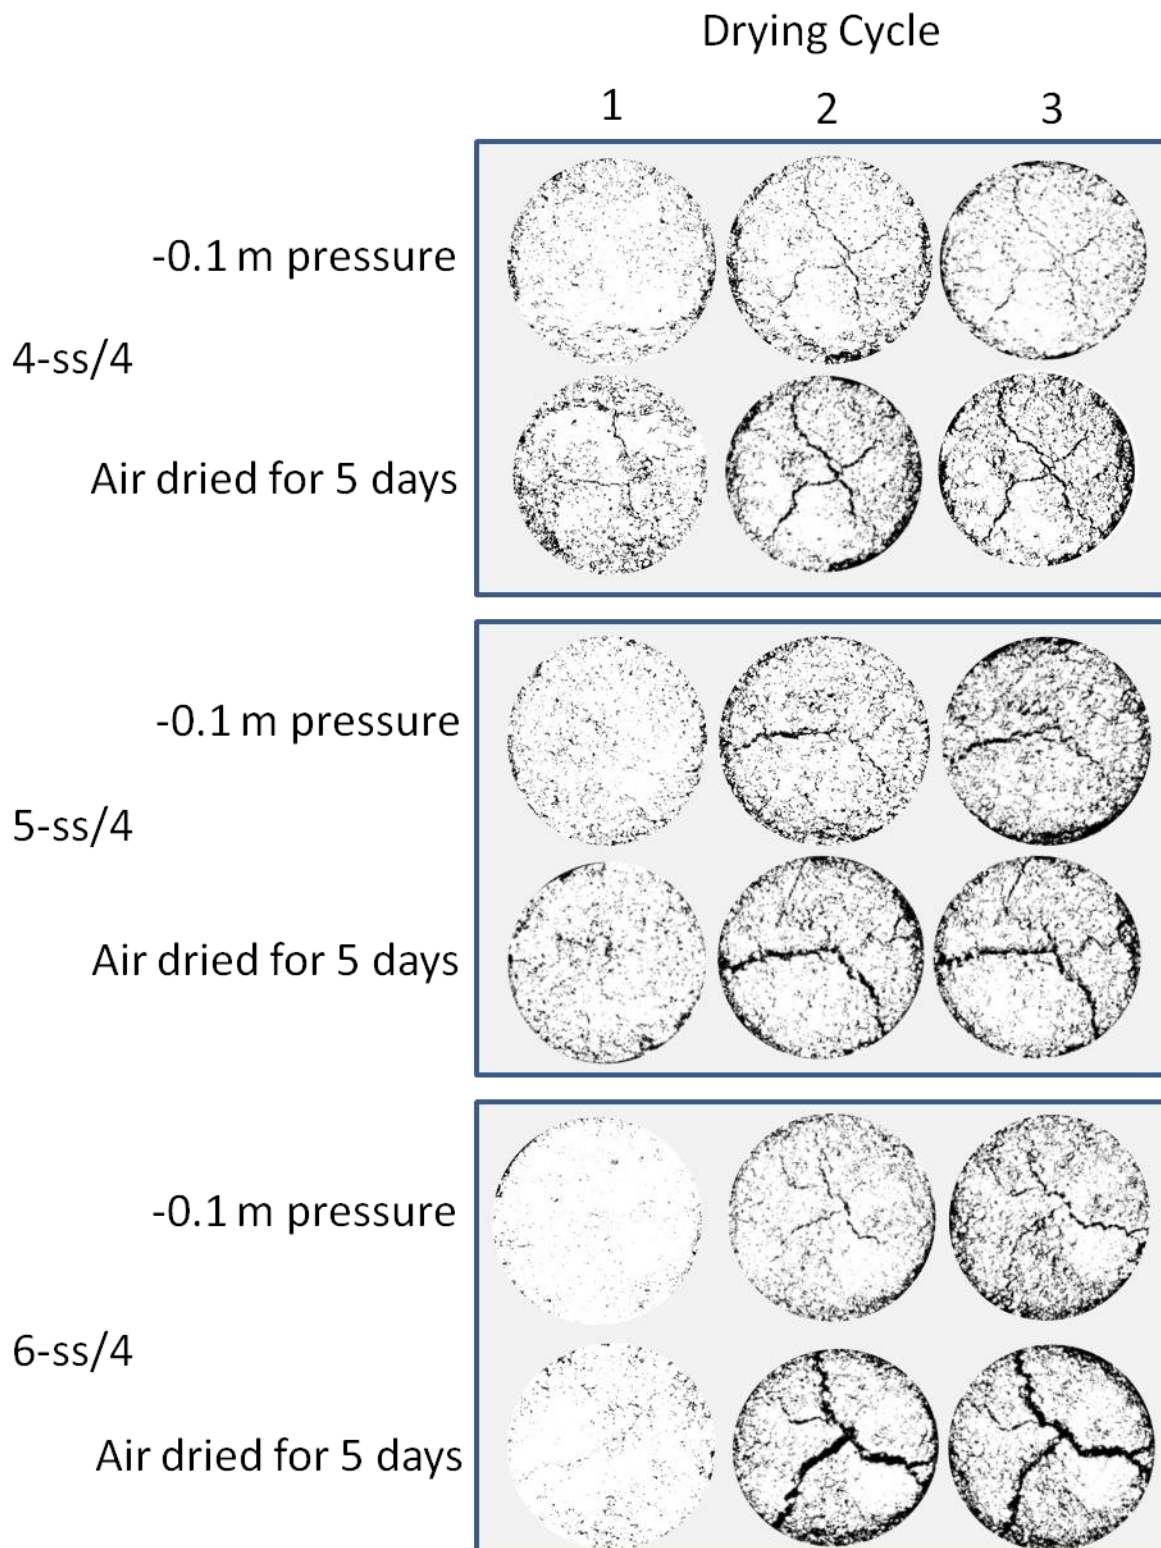 Drying Cycle
1 2 3
-0.1 m pressure
4-ss/4
Air dried for 5 days
-0.1 m pressure
5-ss/4
Air dried for 5 days
-0.1 m pressure
6-ss/4
Air dried for 5 days